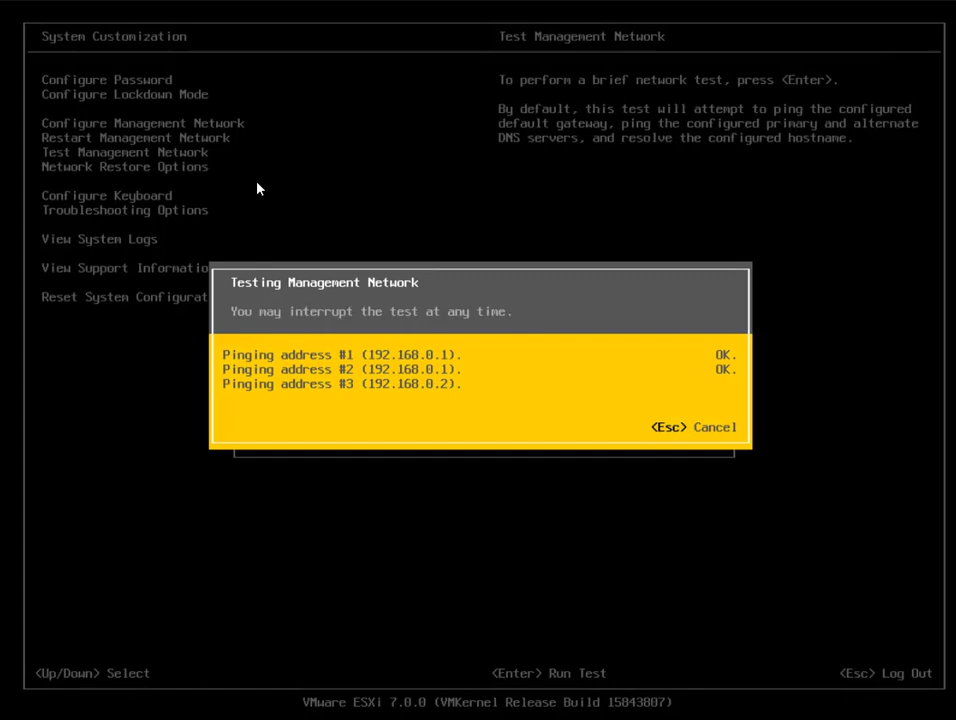 System Customization
Test Management Network
Configure Password
Configure Lockdown Mode
Configure Management Network
Restart Management Network
Test Management Network
Network Restore Options
Configure Keyboard
Troubleshooting Options
View System Logs
View Support Informatio
Reset System Configurat
To perform a brief network test, press <Enter>.
By default, this test will attempt to ping the configured
default gateway, ping the configured primary and alternate
DNS servers, and resolve the configured hostname.
Testing Management Network
You may interrupt the test at any time.
Pinging address #1 (192.168.0.1). OK.
Pinging address #2 (192.168.0.1). OK.
Pinging address #3 (192.168.0.2).
<Esc> Cancel
<Up/Down> Select <Enter> Run Test <Esc> Log Out
VMware ESXi 7.0.0 (VMKernel Release Build 15843807)